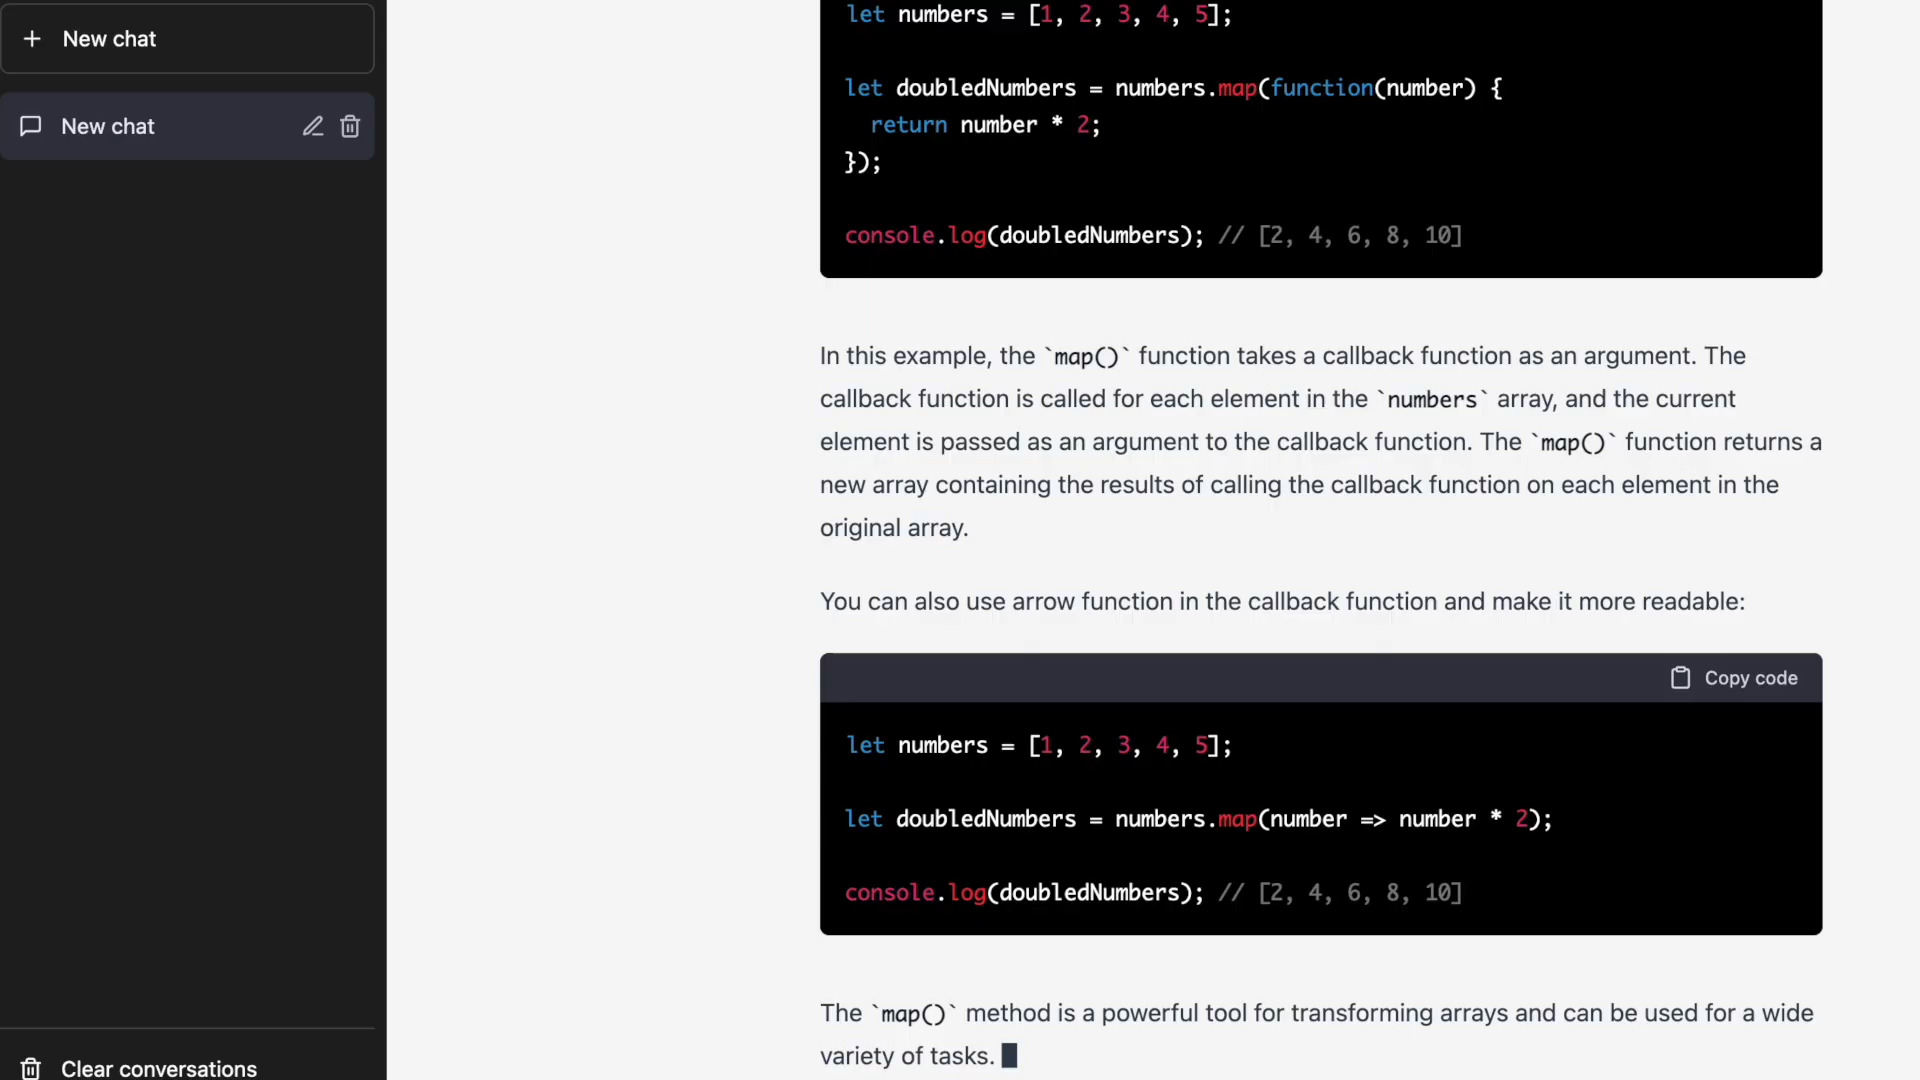 New chat
New chat
Clear conversations
let numbers = [1, 2, 3, 4, 5];
let doubledNumbers = numbers.map(function(number) {
  return number * 2;
});
console.log(doubledNumbers); // [2, 4, 6, 8, 10]
In this example, the `map()` function takes a callback function as an argument. The
callback function is called for each element in the `numbers` array, and the current
element is passed as an argument to the callback function. The `map()` function returns a
new array containing the results of calling the callback function on each element in the
original array.
You can also use arrow function in the callback function and make it more readable:
Copy code
let numbers = [1, 2, 3, 4, 5];
let doubledNumbers = numbers.map(number => number * 2);
console.log(doubledNumbers); // [2, 4, 6, 8, 10]
The `map()` method is a powerful tool for transforming arrays and can be used for a wide
variety of tasks.